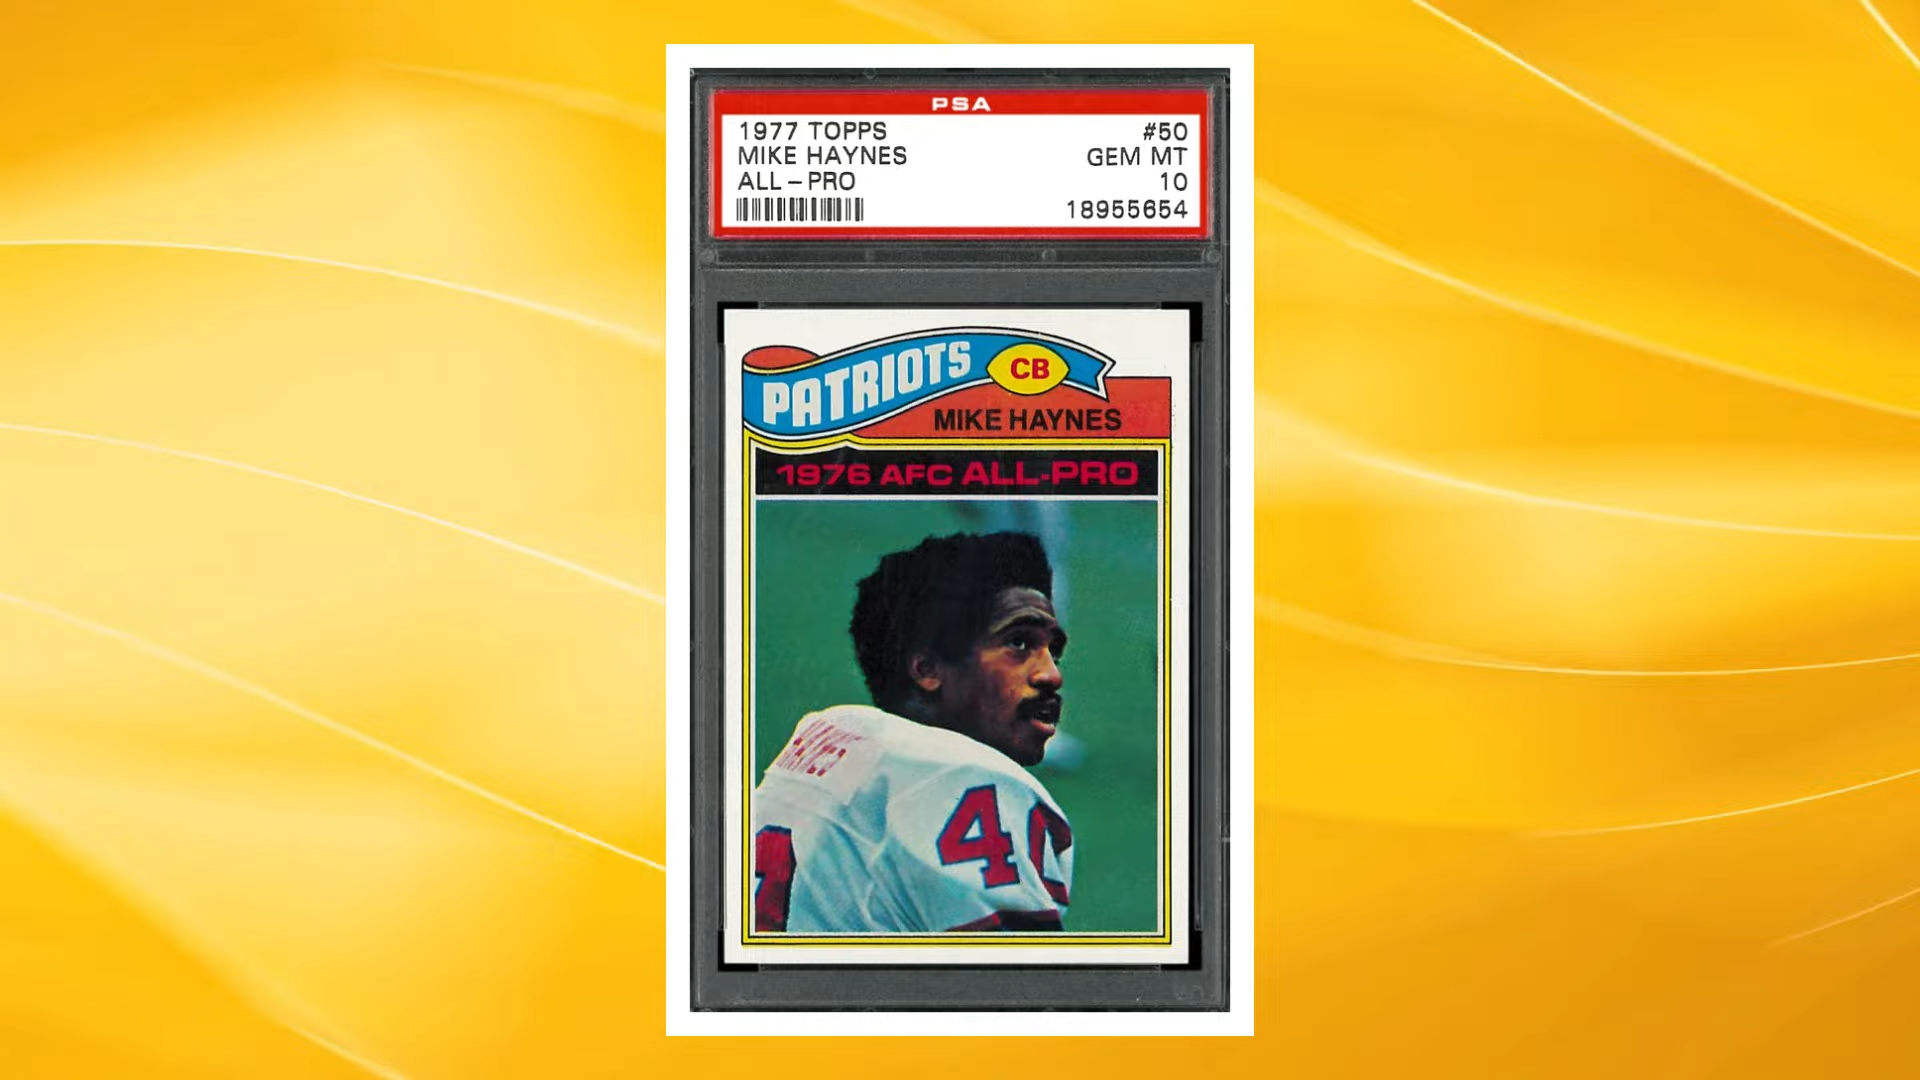 PSA
1977 TOPPS #50
MIKE HAYNES GEM MT
ALL – PRO 10
18955654
PATRIOTS CB
MIKE HAYNES
1976 AFC ALL-PRO
40